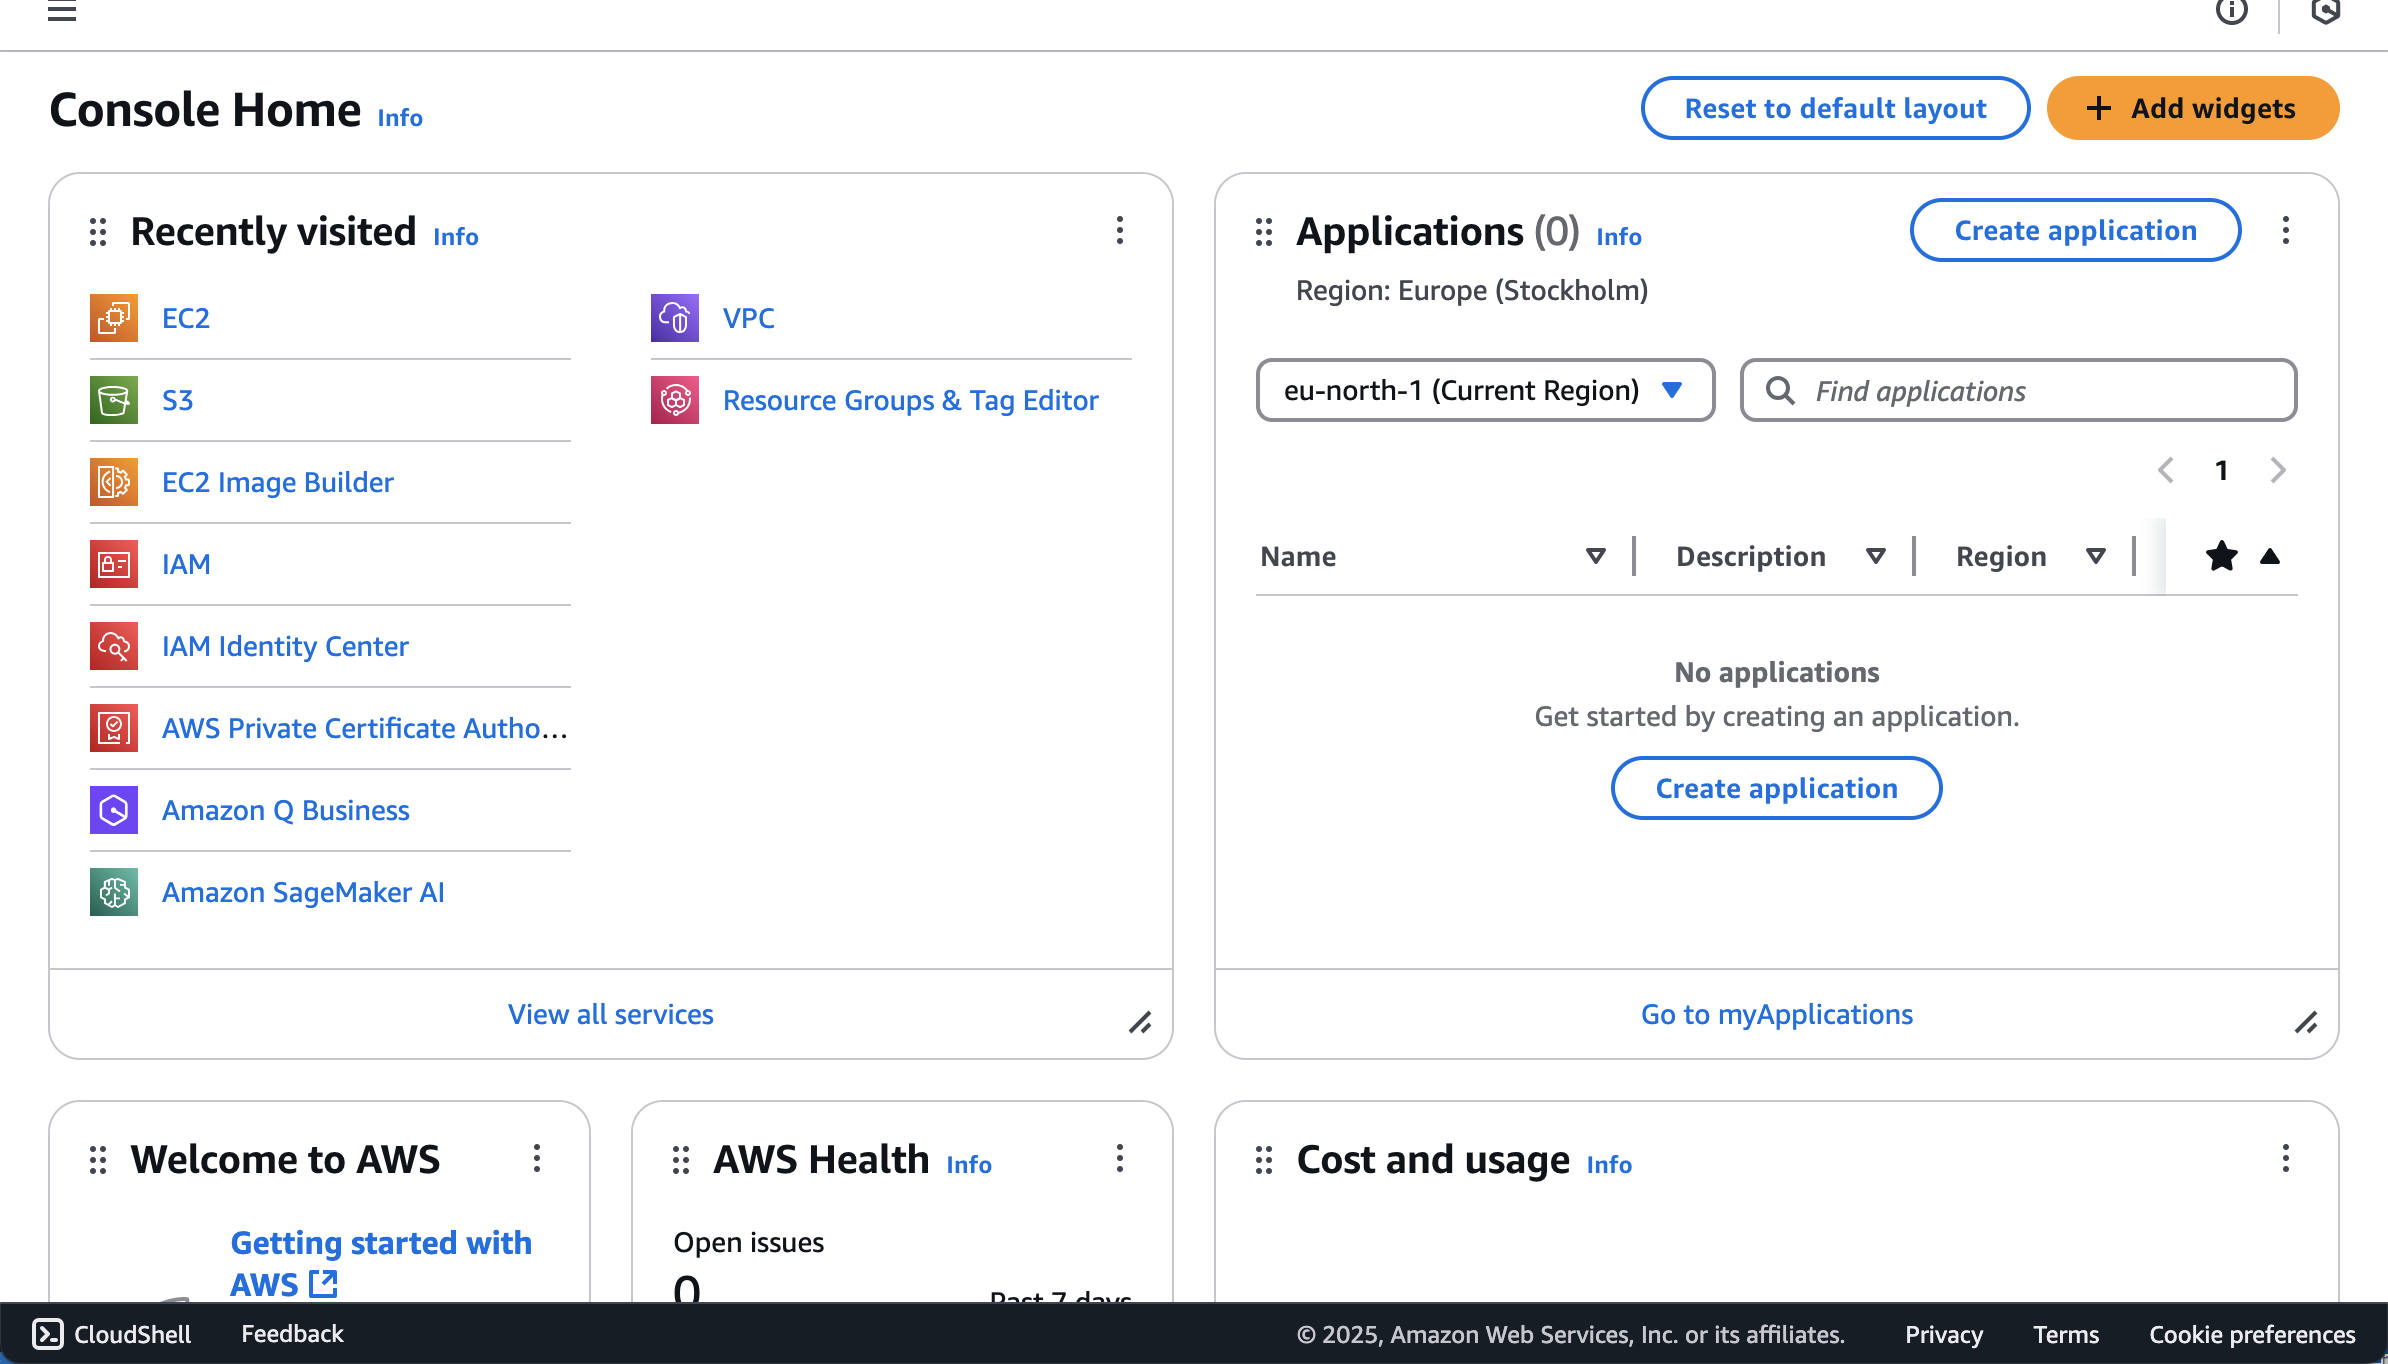 Console Home Info
Reset to default layout
+ Add widgets
Recently visited Info
EC2
S3
EC2 Image Builder
IAM
IAM Identity Center
AWS Private Certificate Autho...
Amazon Q Business
Amazon SageMaker AI
VPC
Resource Groups & Tag Editor
View all services
Applications (0) Info
Create application
Region: Europe (Stockholm)
eu-north-1 (Current Region)
Find applications
1
Name Description Region
No applications
Get started by creating an application.
Create application
Go to myApplications
Welcome to AWS
Getting started with
AWS
AWS Health Info
Open issues
0
Past 7 days
Cost and usage Info
CloudShell Feedback © 2025, Amazon Web Services, Inc. or its affiliates. Privacy Terms Cookie preferences